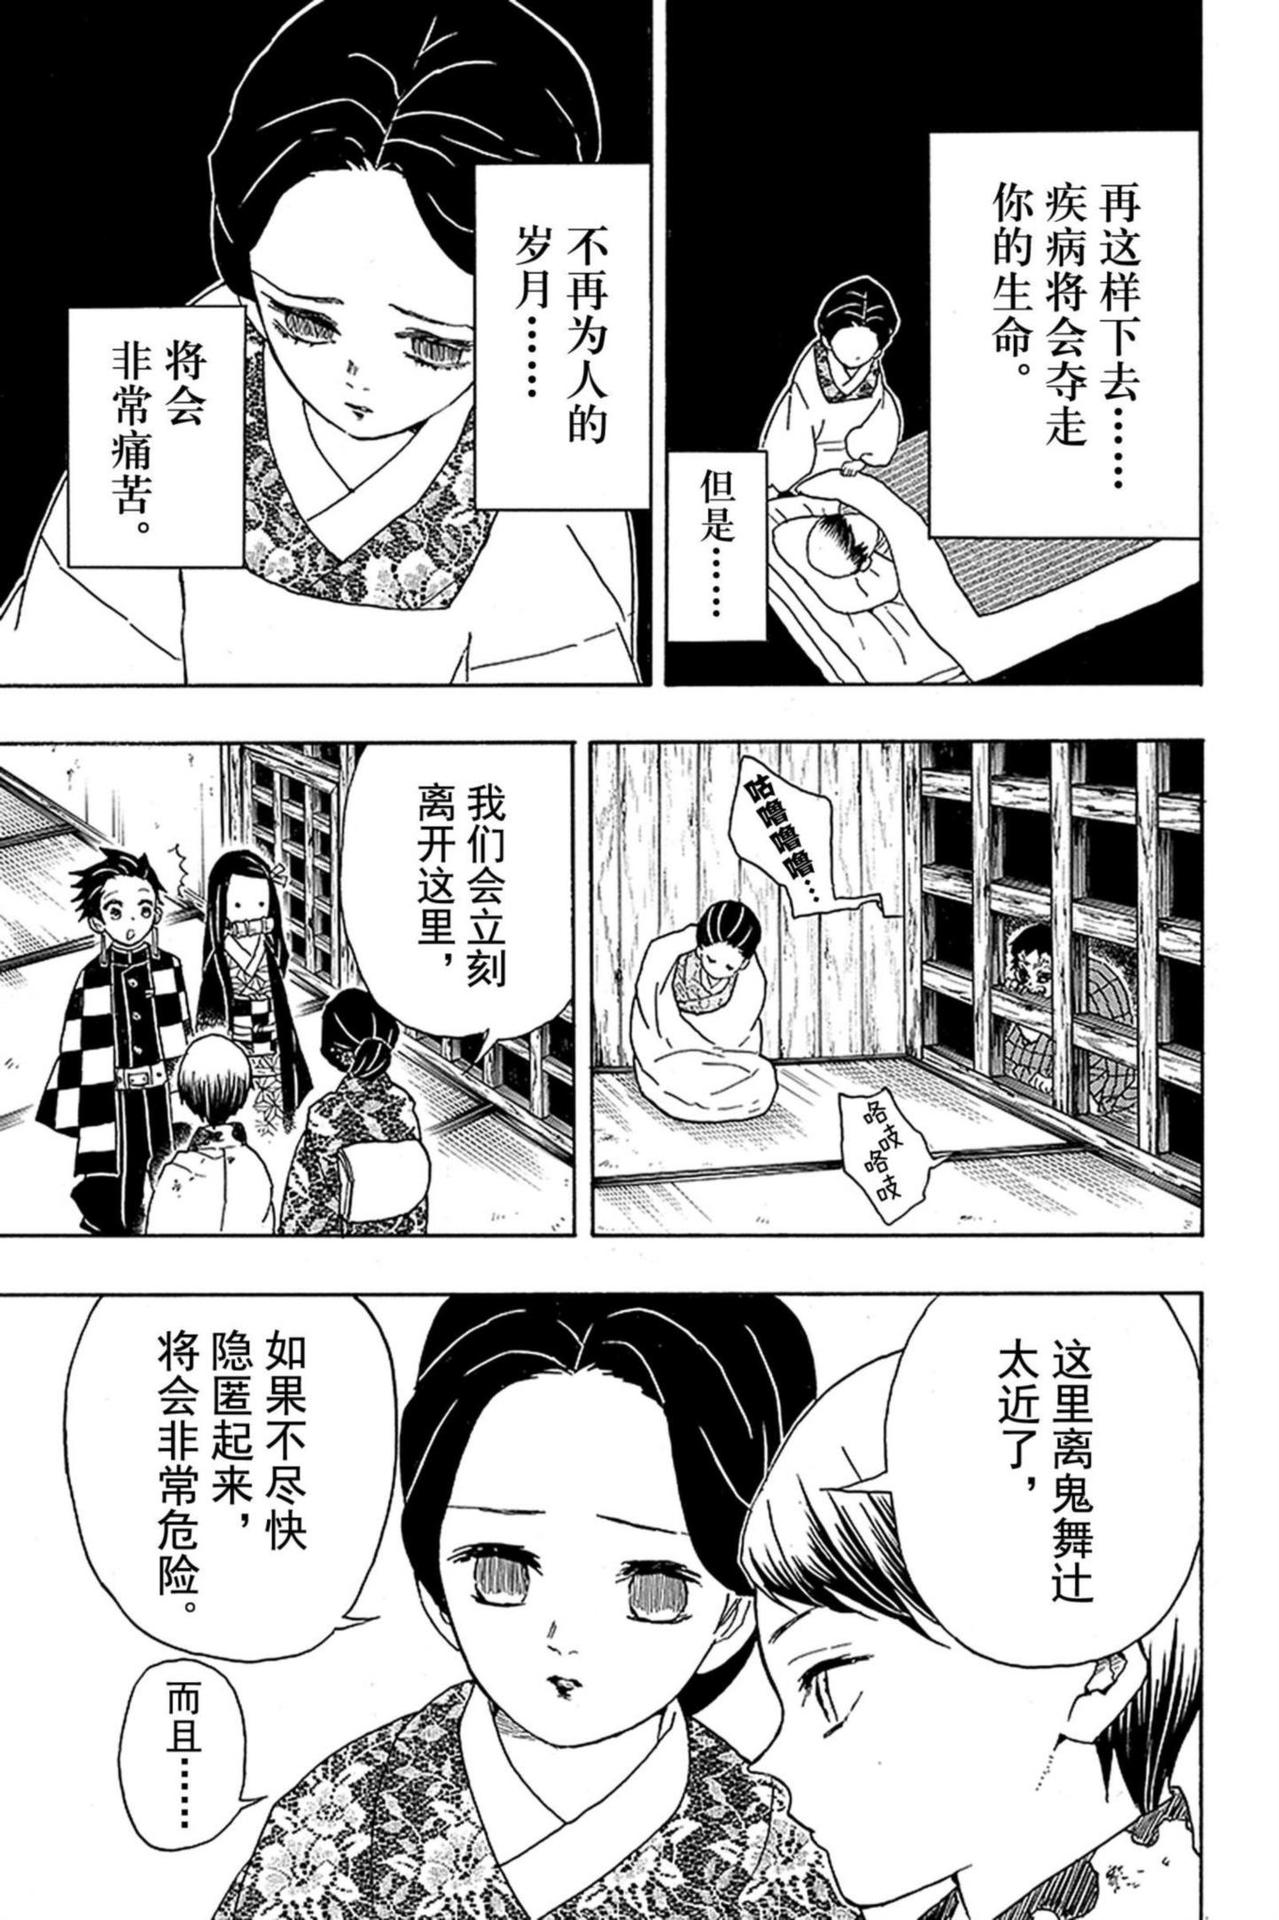 再这样下去……
疾病将会夺走
你的生命。
但是……
不再为人的
岁月……
将会
非常痛苦。
咕噜噜噜…
咯吱咯吱
我们会立刻
离开这里，
这里离鬼舞辻
太近了，
如果不尽快
隐匿起来，
将会非常危险。
而且……